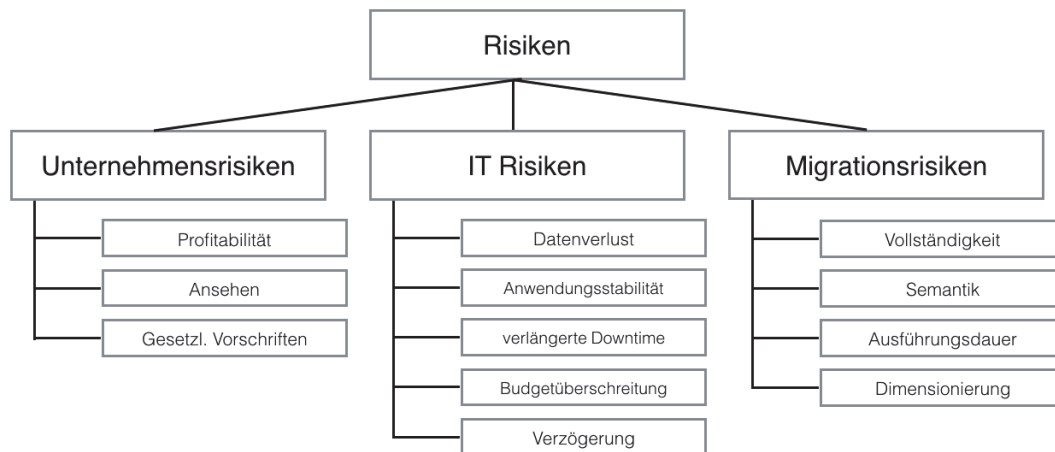 Risiken
Unternehmensrisiken
Profitabilität
Ansehen
Gesetzl. Vorschriften
IT Risiken
Datenverlust
Anwendungsstabilität
verlängerte Downtime
Budgetüberschreitung
Verzögerung
Migrationsrisiken
Vollständigkeit
Semantik
Ausführungsdauer
Dimensionierung